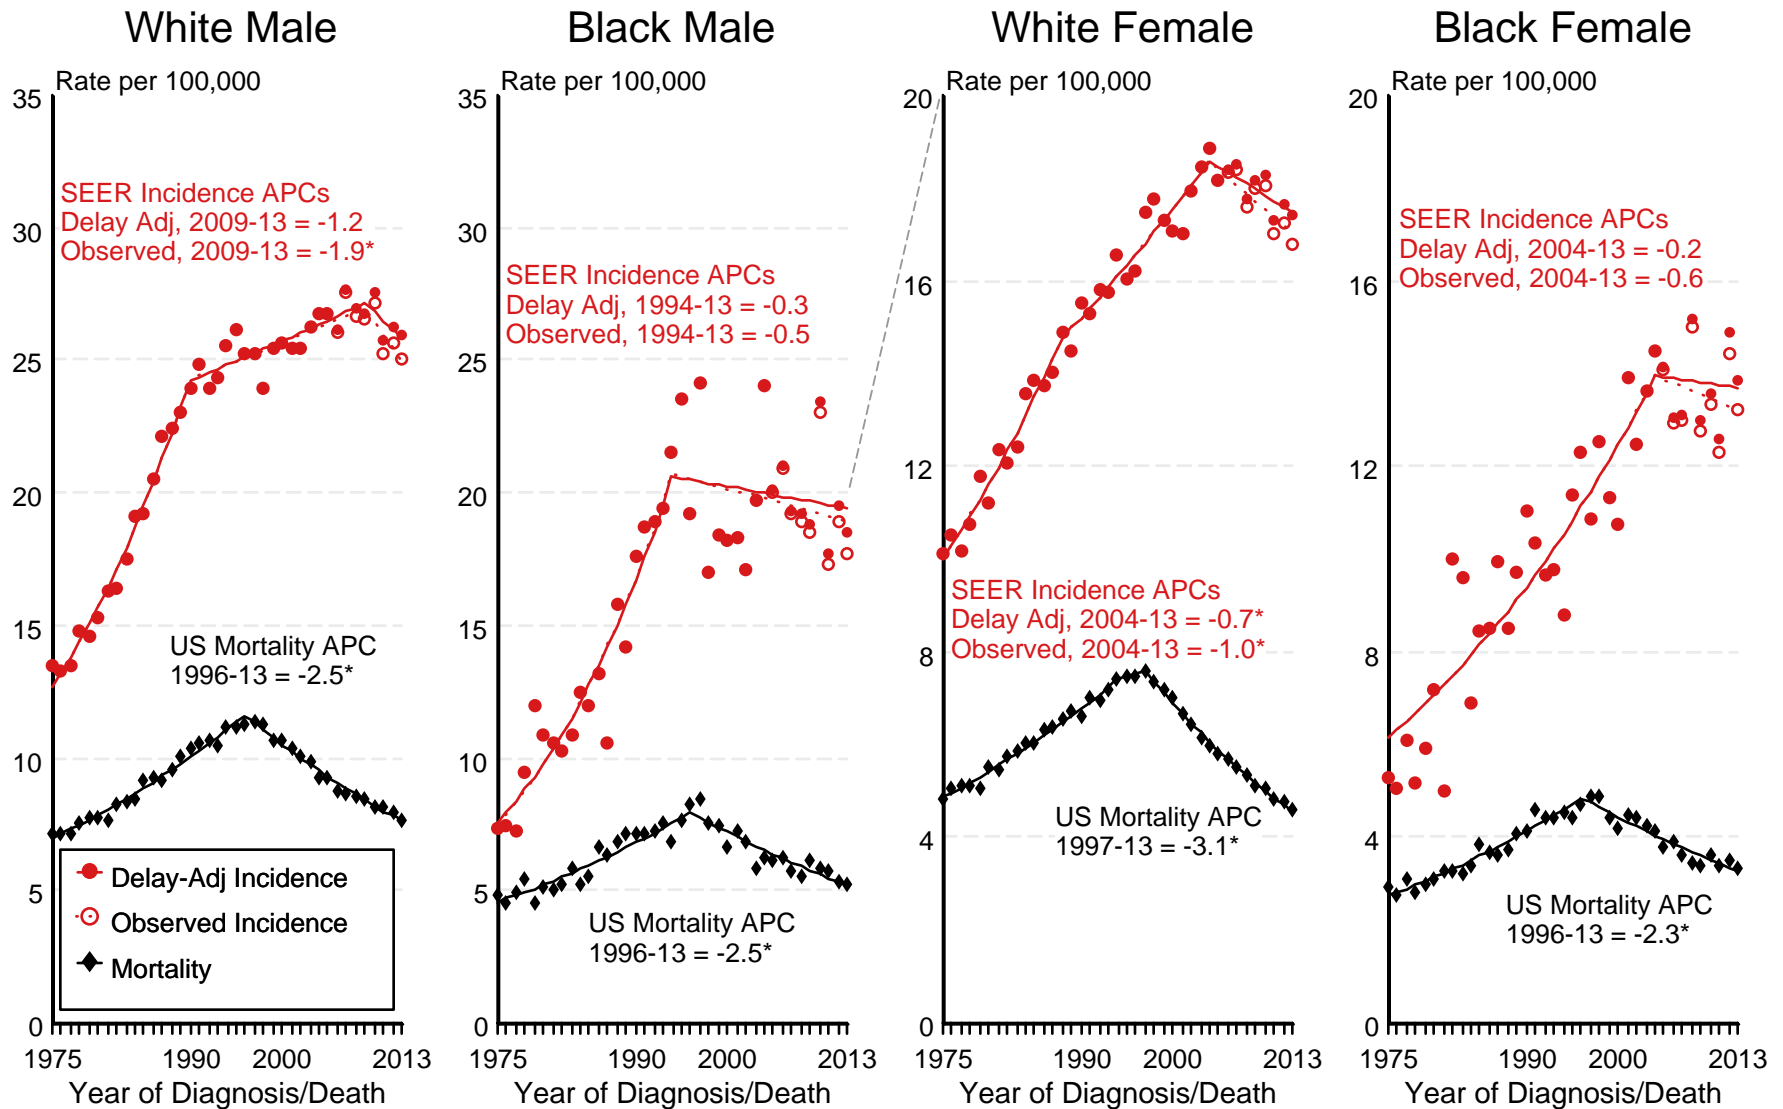 White Male
Rate per 100,000
35
30
25
20
15
10
5
0
SEER Incidence APCs
Delay Adj, 2009-13 = -1.2
Observed, 2009-13 = -1.9*
US Mortality APC
1996-13 = -2.5*
Delay-Adj Incidence
Observed Incidence
Mortality
1975 1990 2000 2013
Year of Diagnosis/Death
Black Male
Rate per 100,000
35
30
25
20
15
10
5
0
SEER Incidence APCs
Delay Adj, 1994-13 = -0.3
Observed, 1994-13 = -0.5
US Mortality APC
1996-13 = -2.5*
1975 1990 2000 2013
Year of Diagnosis/Death
White Female
Rate per 100,000
20
16
12
8
4
0
SEER Incidence APCs
Delay Adj, 2004-13 = -0.7*
Observed, 2004-13 = -1.0*
US Mortality APC
1997-13 = -3.1*
1975 1990 2000 2013
Year of Diagnosis/Death
Black Female
Rate per 100,000
20
16
12
8
4
0
SEER Incidence APCs
Delay Adj, 2004-13 = -0.2
Observed, 2004-13 = -0.6
US Mortality APC
1996-13 = -2.3*
1975 1990 2000 2013
Year of Diagnosis/Death